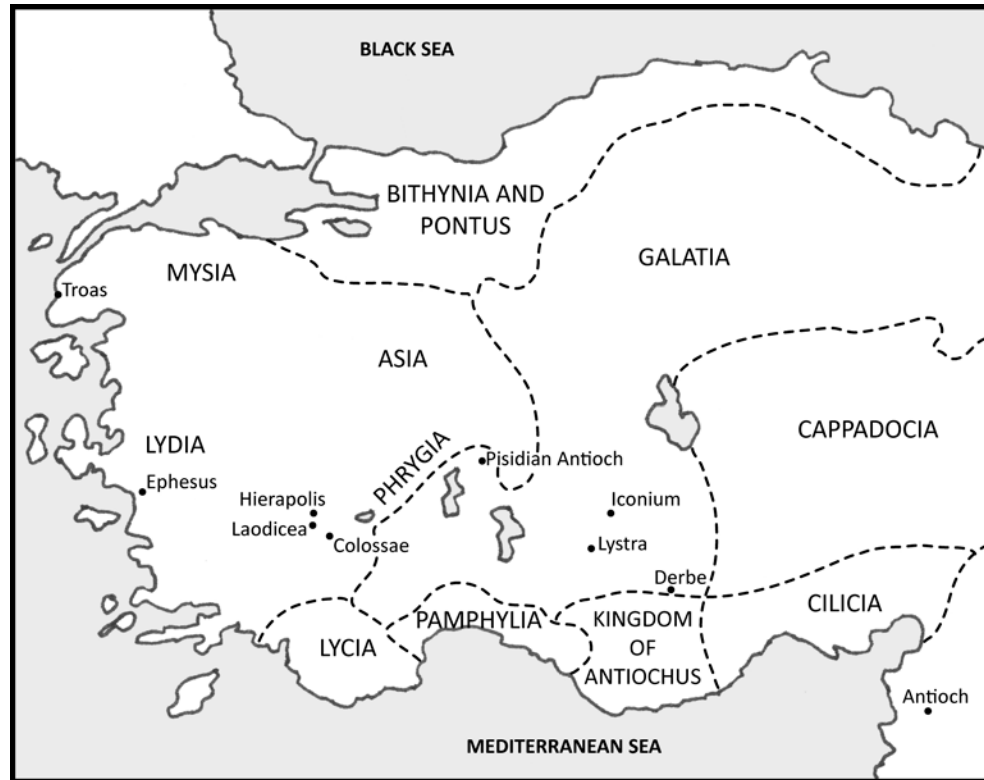 BLACK SEA
BITHYNIA AND
PONTUS
GALATIA
MYSIA
Troas
ASIA
CAPPADOCIA
LYDIA
PHRYGIA
Pisidian Antioch
Ephesus
Hierapolis
Iconium
Laodicea
Colossae
Lystra
Derbe
CILICIA
PAMPHYLIA
KINGDOM
OF
ANTIOCHUS
LYCIA
Antioch
MEDITERRANEAN SEA